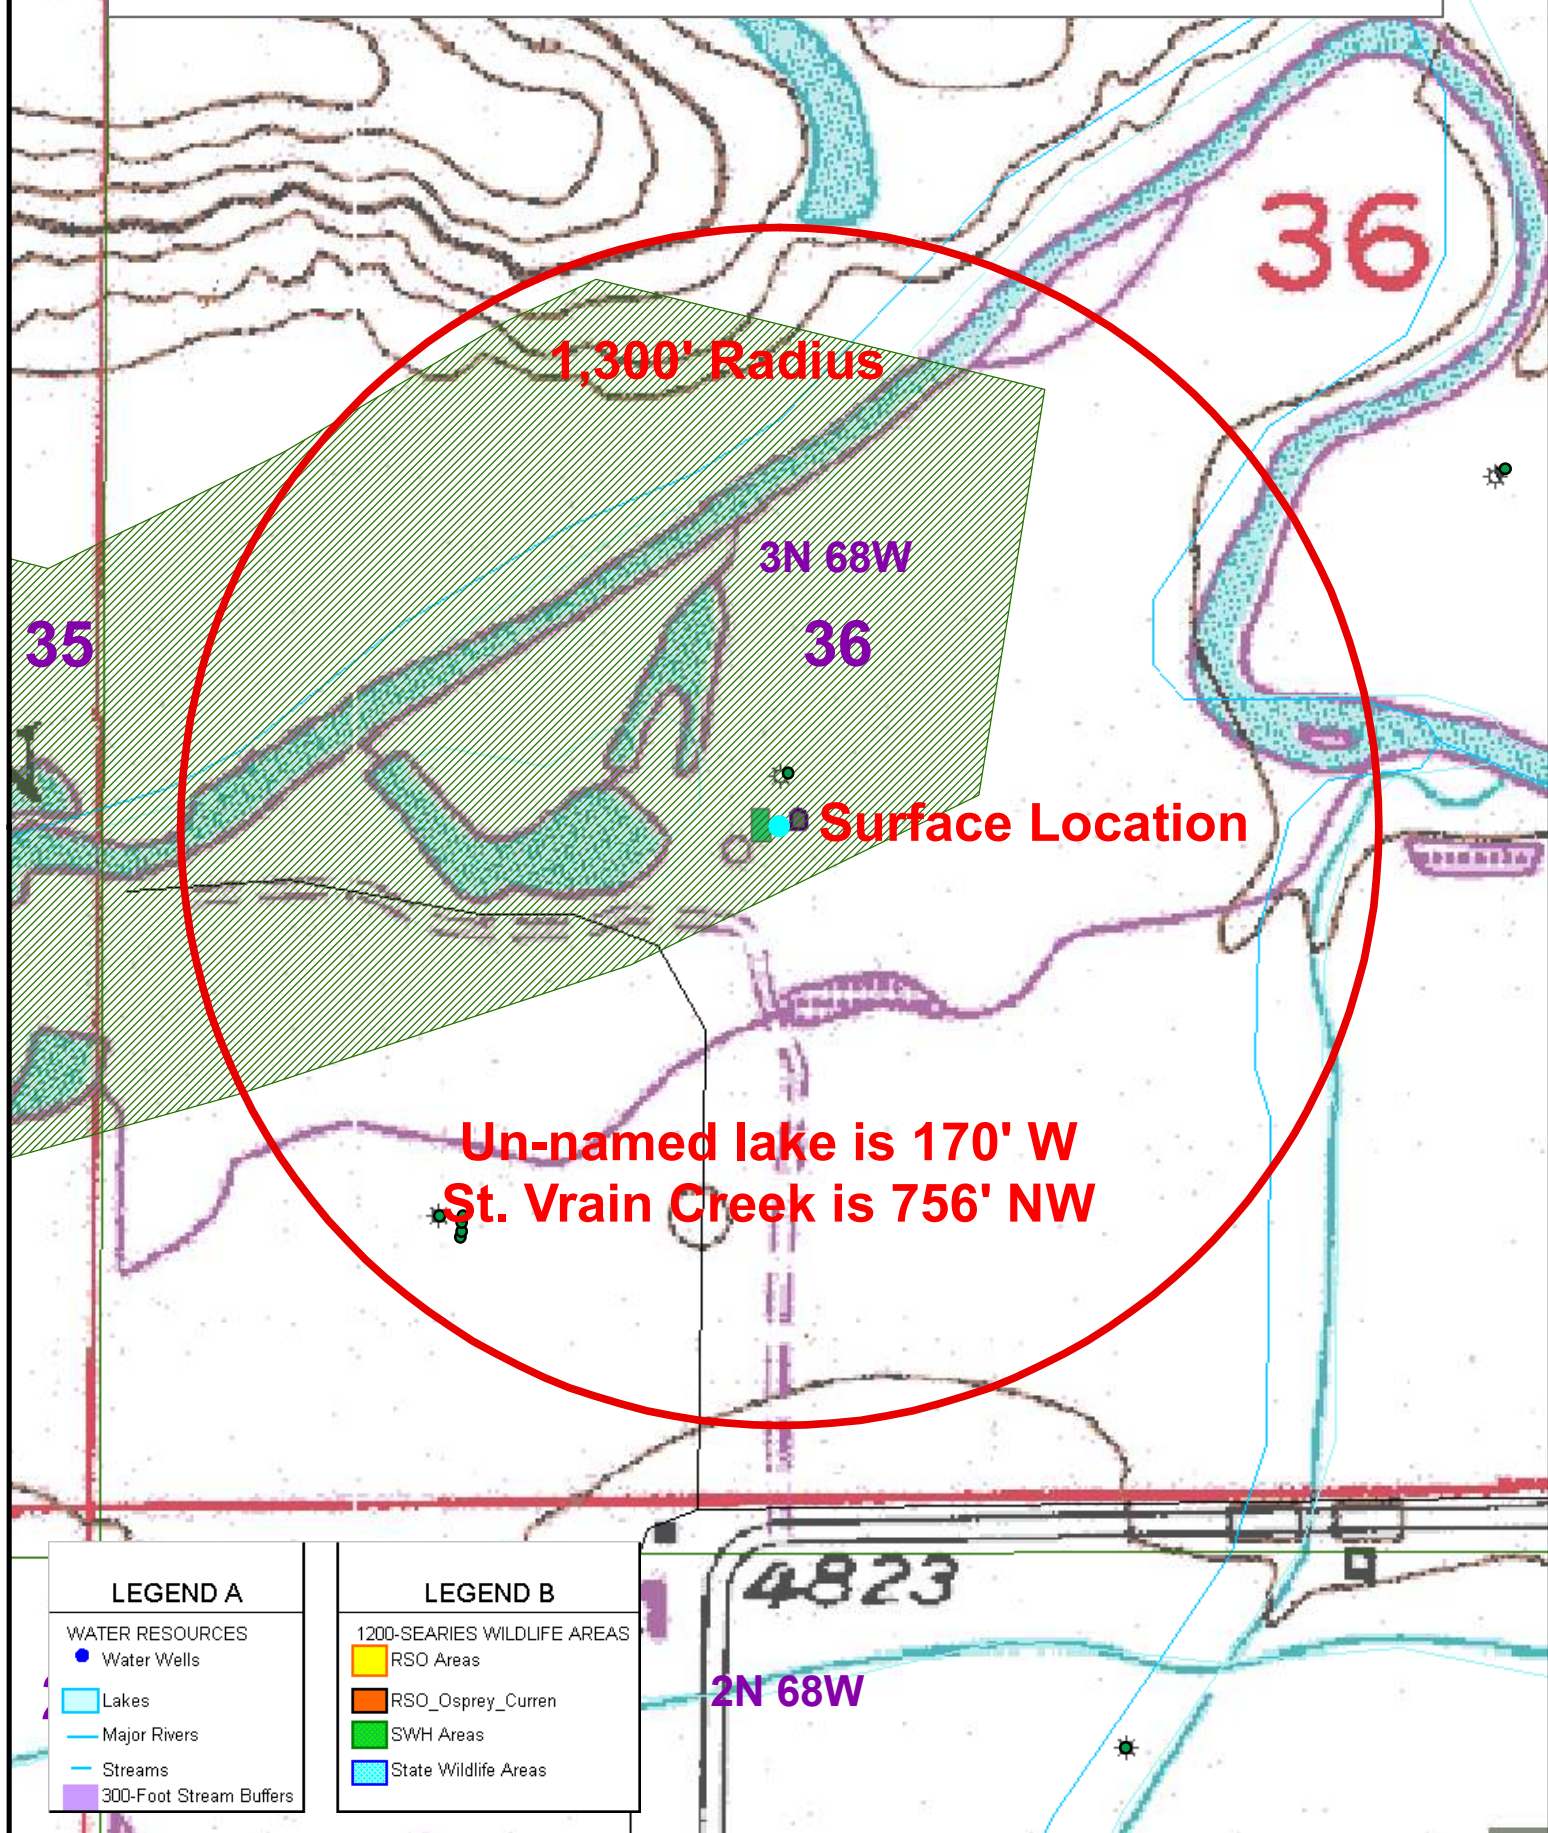 36
1,300' Radius
3N 68W
35
36
Surface Location
Un-named lake is 170' W
St. Vrain Creek is 756' NW
4823
2N 68W
LEGEND A
WATER RESOURCES
Water Wells
Lakes
Major Rivers
Streams
300-Foot Stream Buffers
LEGEND B
1200-SEARIES WILDLIFE AREAS
RSO Areas
RSO_Osprey_Curren
SWH Areas
State Wildlife Areas